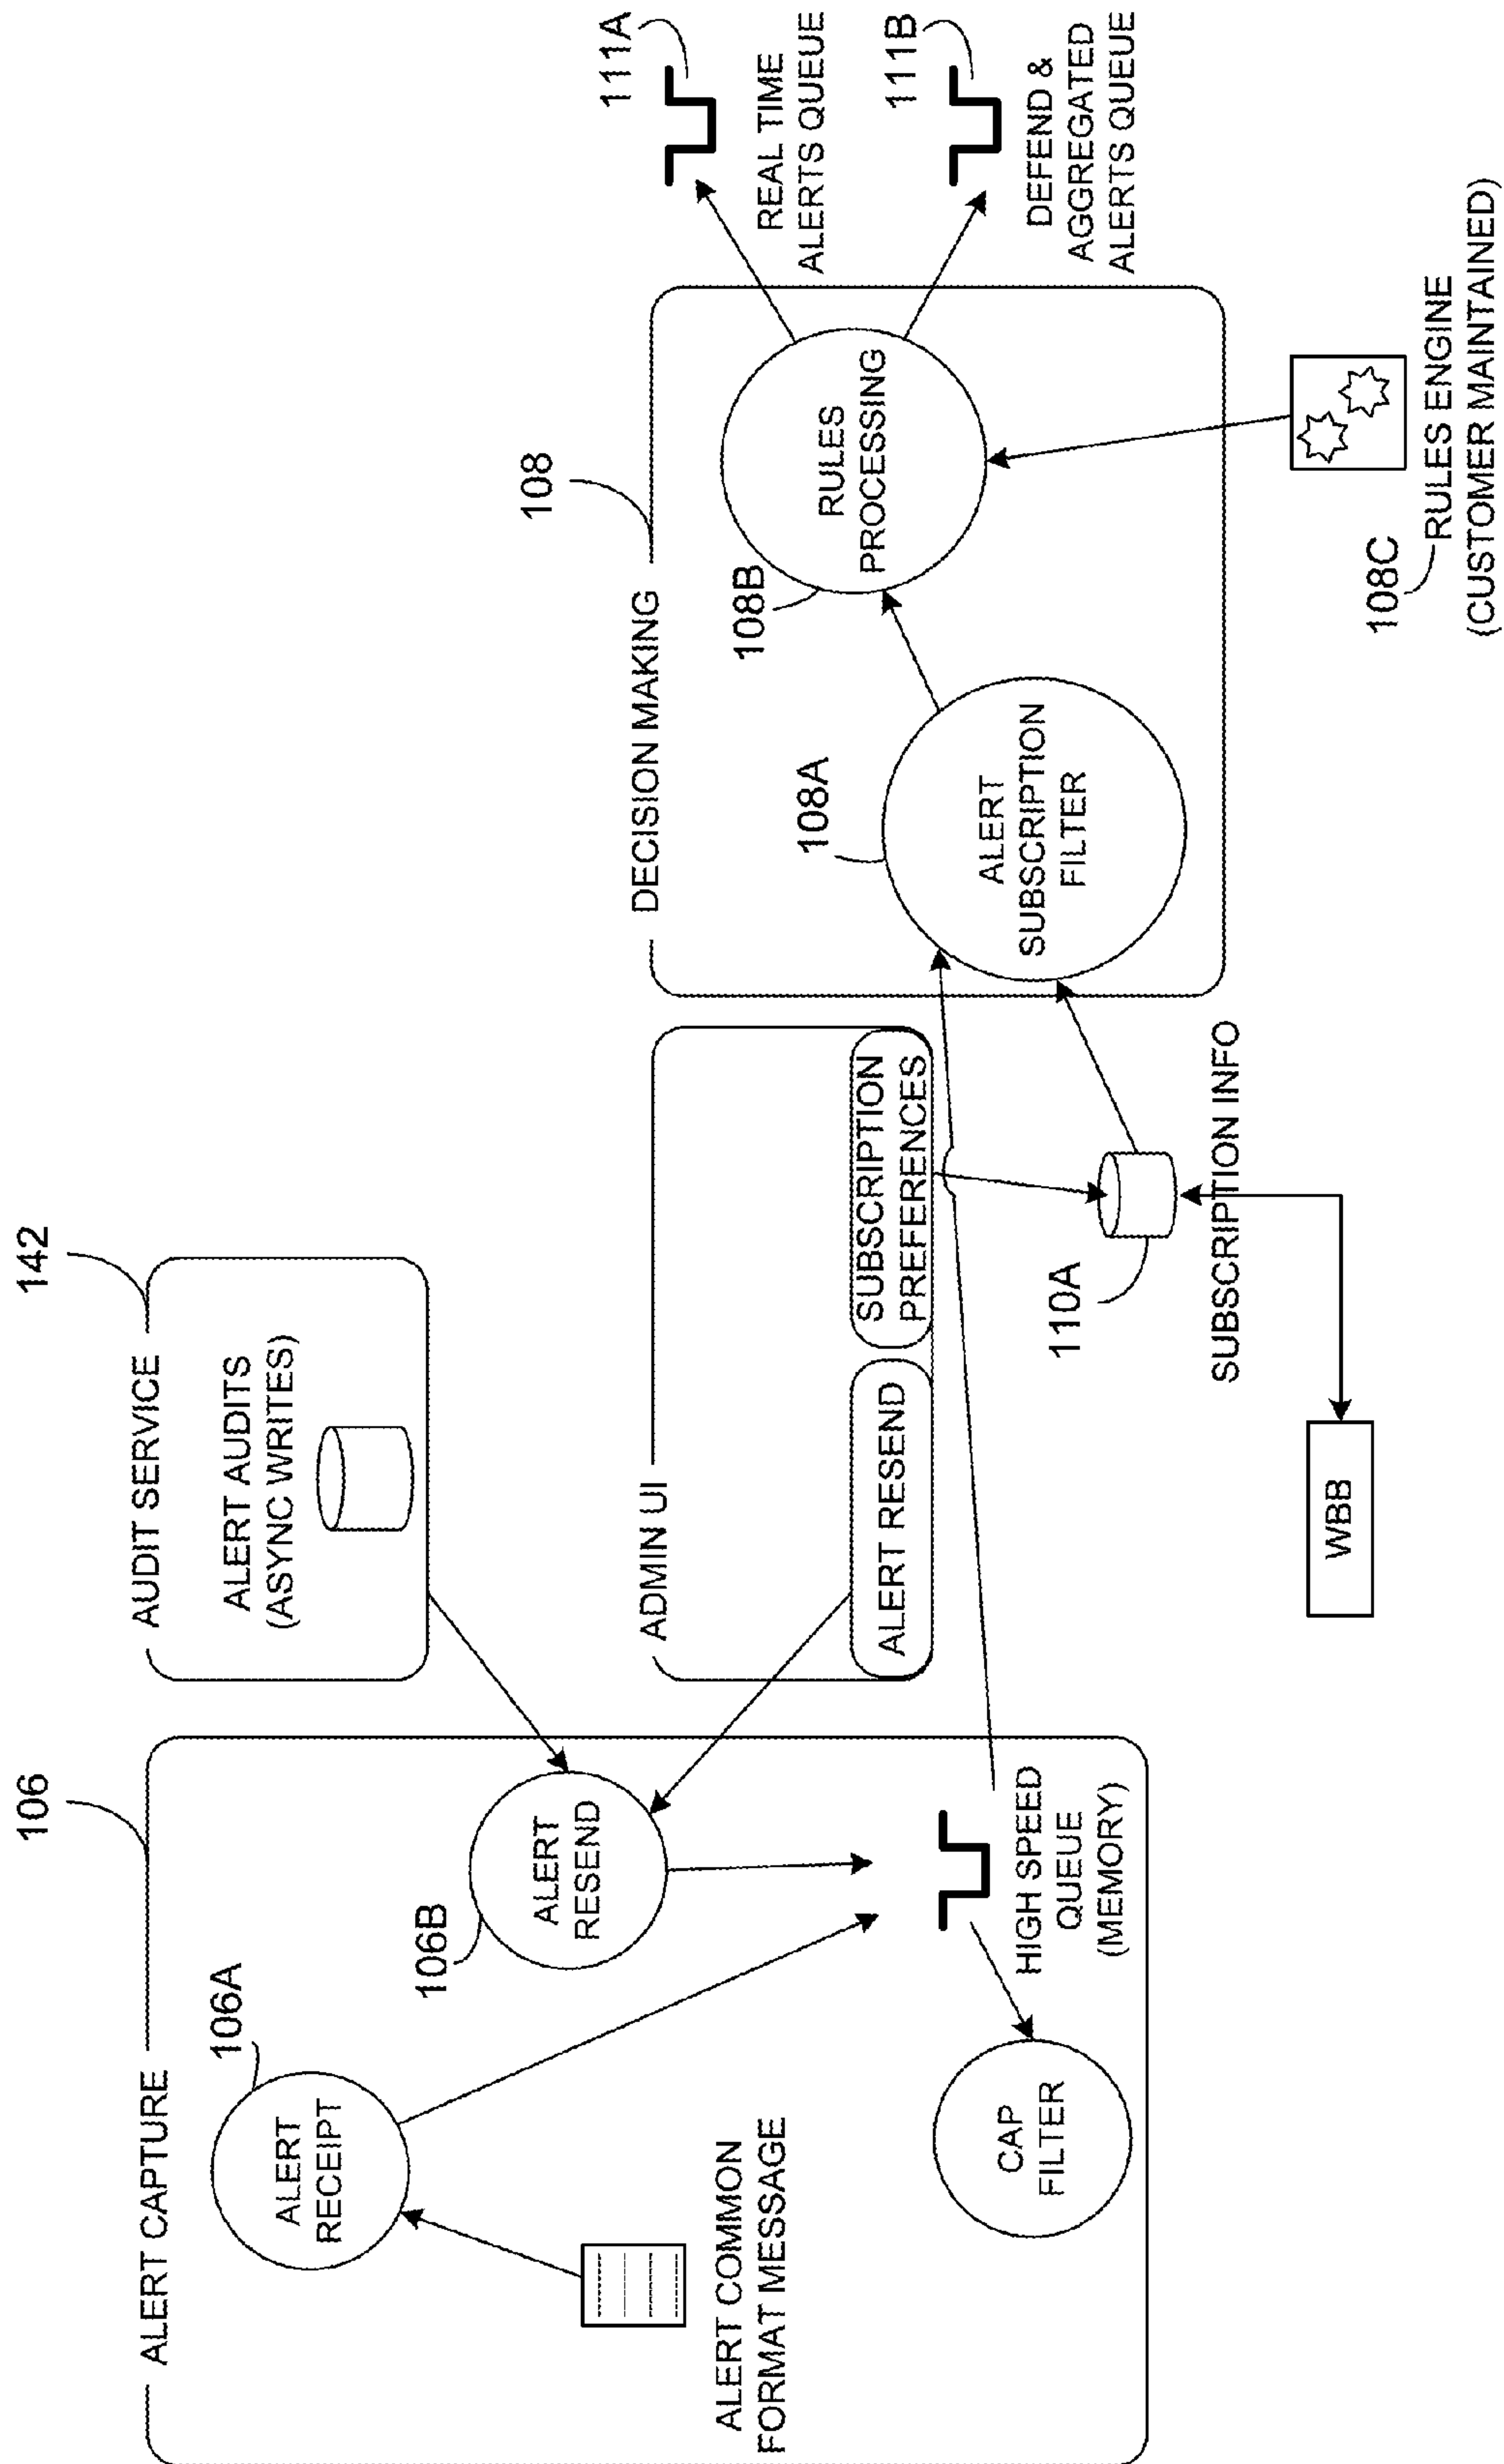 106
142
ALERT CAPTURE
AUDIT SERVICE
106A
ALERT
RECEIPT
ALERT AUDITS
(ASYNC WRITES)
106B
ALERT
RESEND
ALERT COMMON
FORMAT MESSAGE
CAP
FILTER
HIGH SPEED
QUEUE
(MEMORY)
ADMIN UI
ALERT RESEND
SUBSCRIPTION
PREFERENCES
110A
SUBSCRIPTION INFO
WBB
108
DECISION MAKING
108A
ALERT
SUBSCRIPTION
FILTER
108B
RULES
PROCESSING
108C
RULES ENGINE
(CUSTOMER MAINTAINED)
111A
REAL TIME
ALERTS QUEUE
111B
DEFEND &
AGGREGATED
ALERTS QUEUE